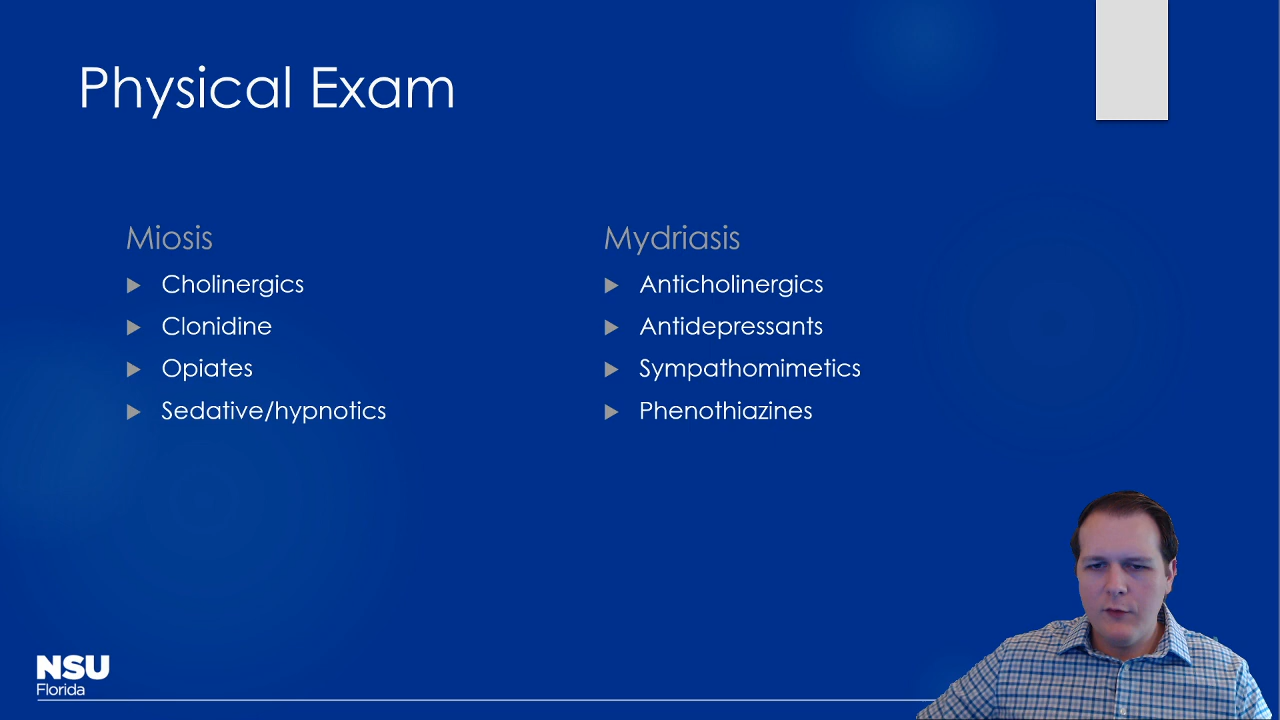 Physical Exam
Miosis
Cholinergics
Clonidine
Opiates
Sedative/hypnotics
Mydriasis
Anticholinergics
Antidepressants
Sympathomimetics
Phenothiazines
NSU
Florida